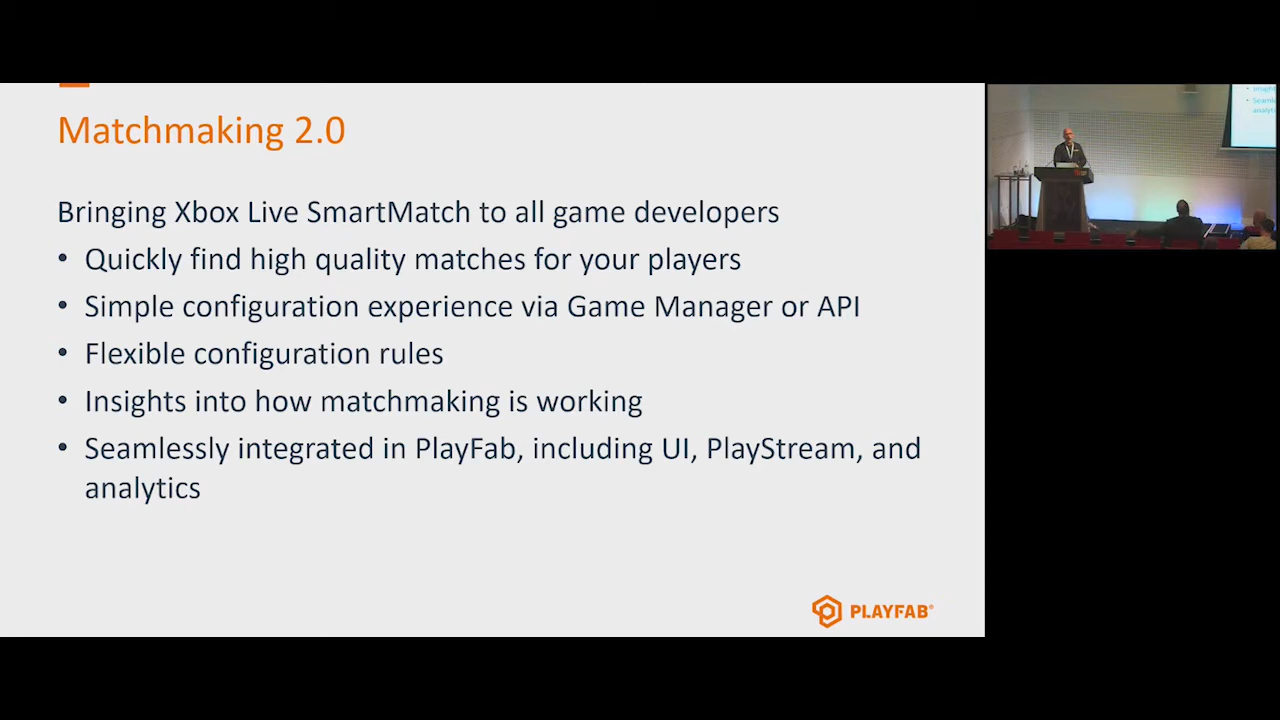 Matchmaking 2.0
Bringing Xbox Live SmartMatch to all game developers
• Quickly find high quality matches for your players
• Simple configuration experience via Game Manager or API
• Flexible configuration rules
• Insights into how matchmaking is working
• Seamlessly integrated in PlayFab, including UI, PlayStream, and
analytics
PLAYFAB®